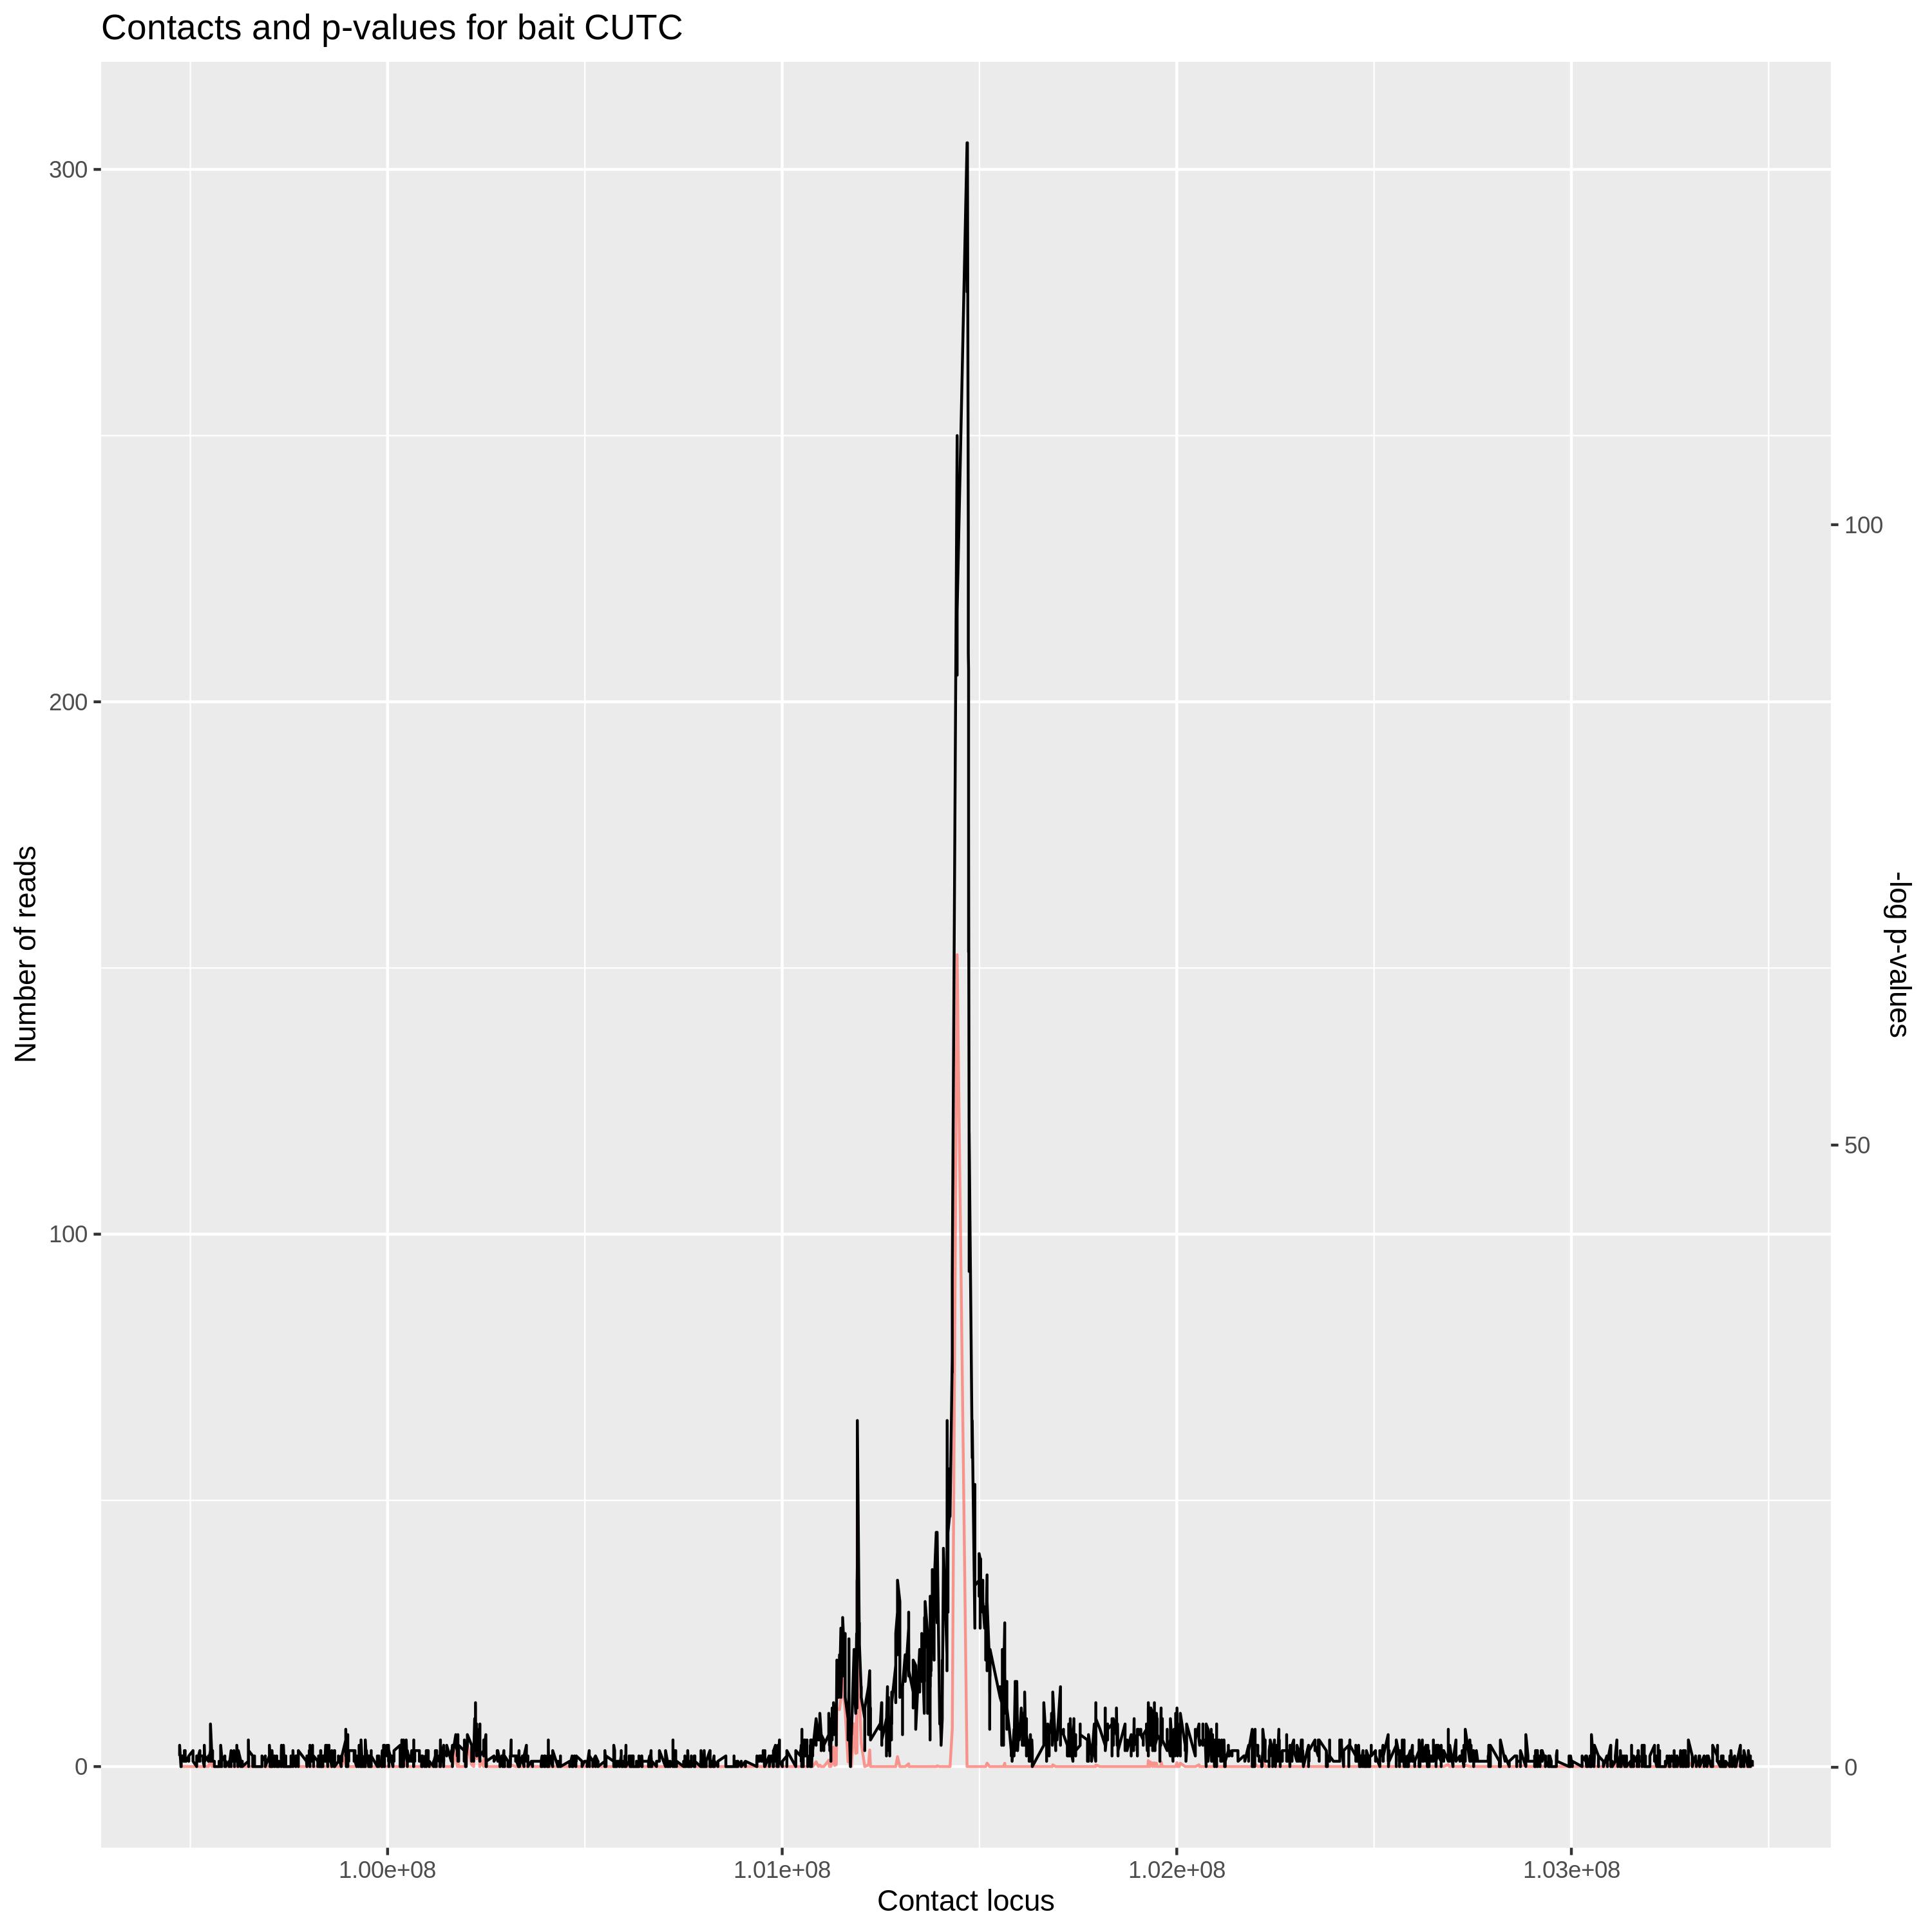 Contacts and p-values for bait CUTC
300
200
100
0
Number of reads
100
50
0
-log p-values
1.00e+08
1.01e+08
1.02e+08
1.03e+08
Contact locus